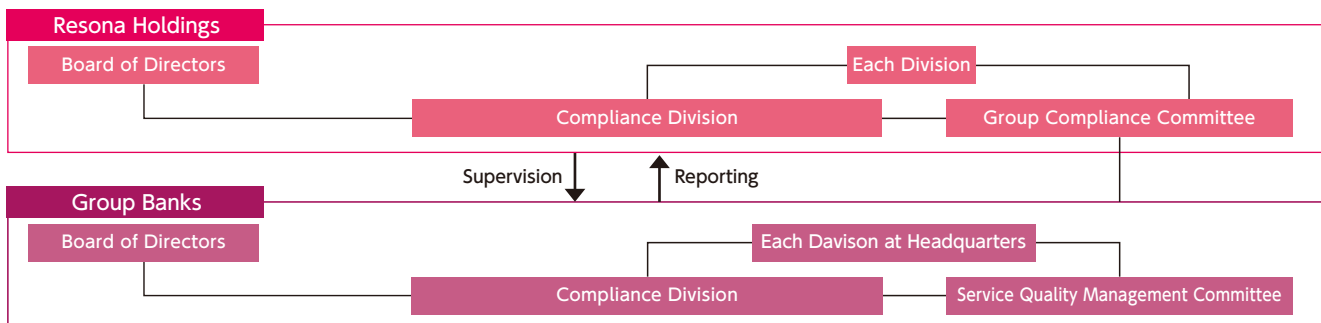 Resona Holdings
Board of Directors
Each Division
Compliance Division
Group Compliance Committee
Supervision
Reporting
Group Banks
Board of Directors
Each Davison at Headquarters
Compliance Division
Service Quality Management Committee